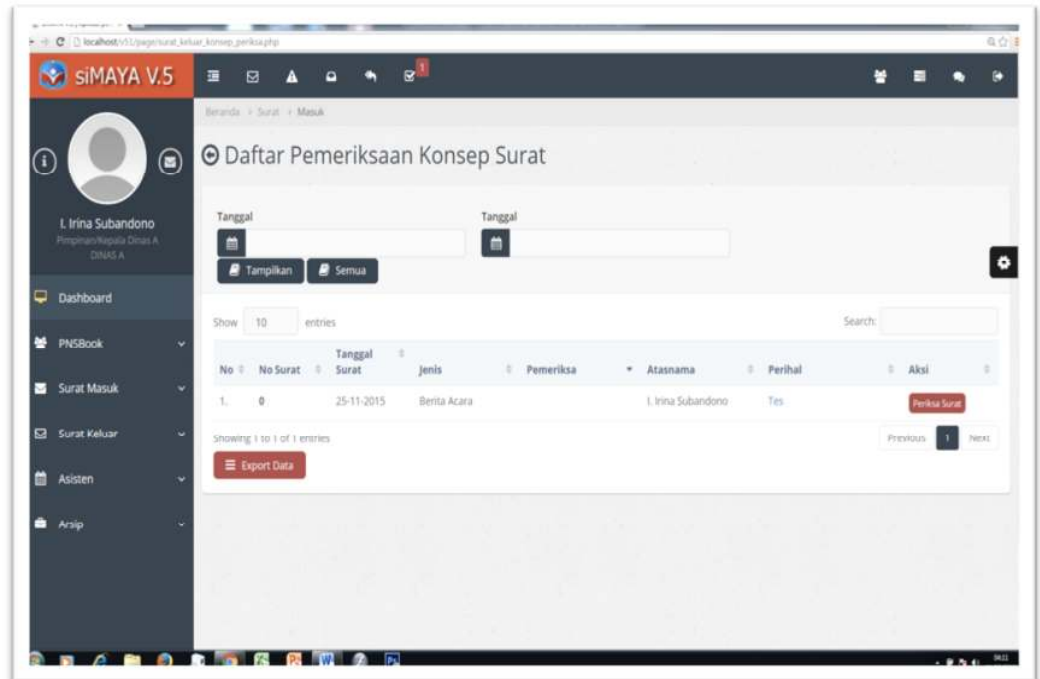 localhost/v51/page/surat_keluar_konsep_periksa.php
siMAYA V.5
1
Beranda Surat Masuk
Daftar Pemeriksaan Konsep Surat
i
I. Irina Subandono
Pimpinan/Kepala Dinas A
DINAS A
Tanggal Tanggal
Tampilkan Semua
Dashboard
PNSBook
Surat Masuk
Surat Keluar
Asisten
Arsip
Show 10 entries Search:
No No Surat Tanggal Surat Jenis Pemeriksa Atasnama Perihal Aksi
1. 0 25-11-2015 Berita Acara I. Irina Subandono Tes Periksa Surat
Showing 1 to 1 of 1 entries Previous 1 Next
Export Data